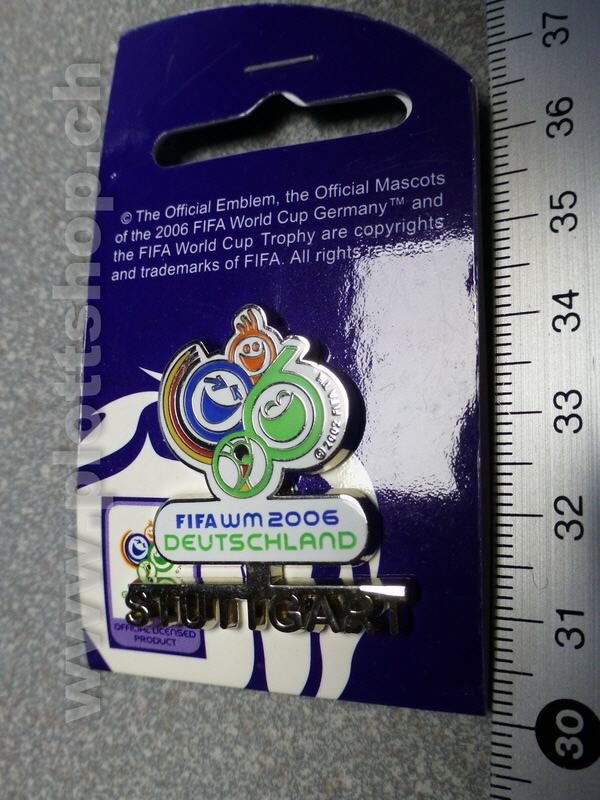 © The Official Emblem, the Official Mascots
of the 2006 FIFA World Cup Germany™ and
the FIFA World Cup Trophy are copyrights
and trademarks of FIFA. All rights reserved
FIFA WM 2006
DEUTSCHLAND
STUTTGART
OFFICIAL LICENSED
PRODUCT
37
36
35
34
33
32
31
30
www.plottshop.ch